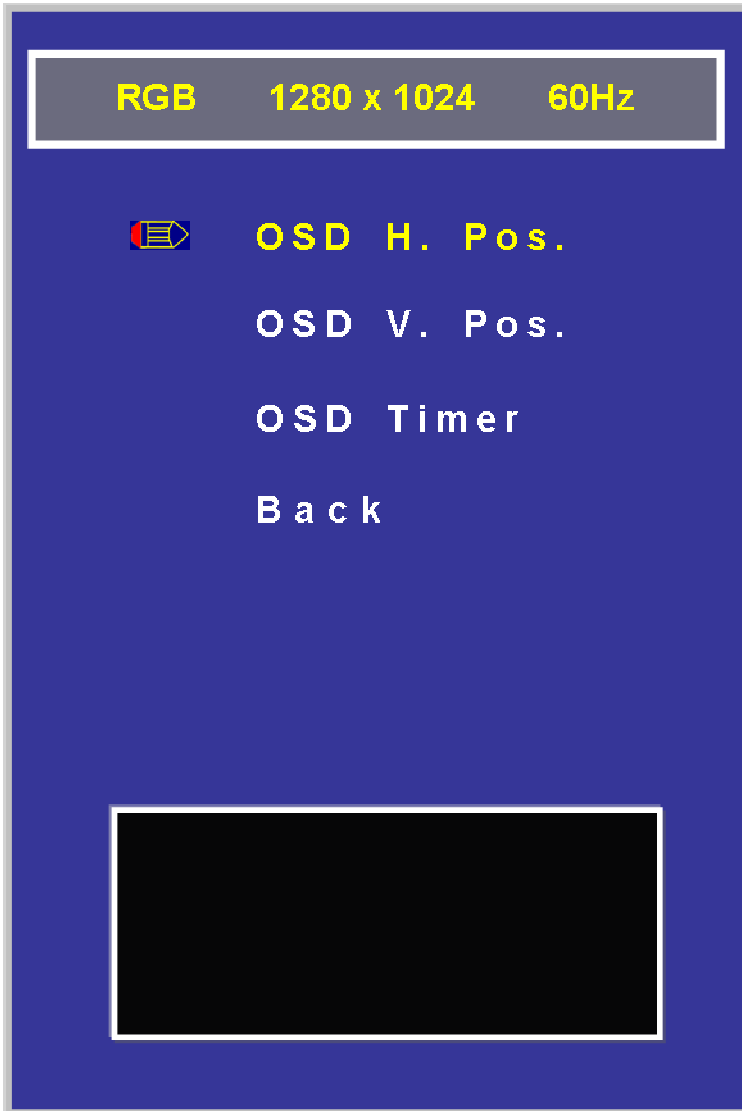 RGB 1280 x 1024 60Hz
OSD H. Pos.
OSD V. Pos.
OSD Timer
Back